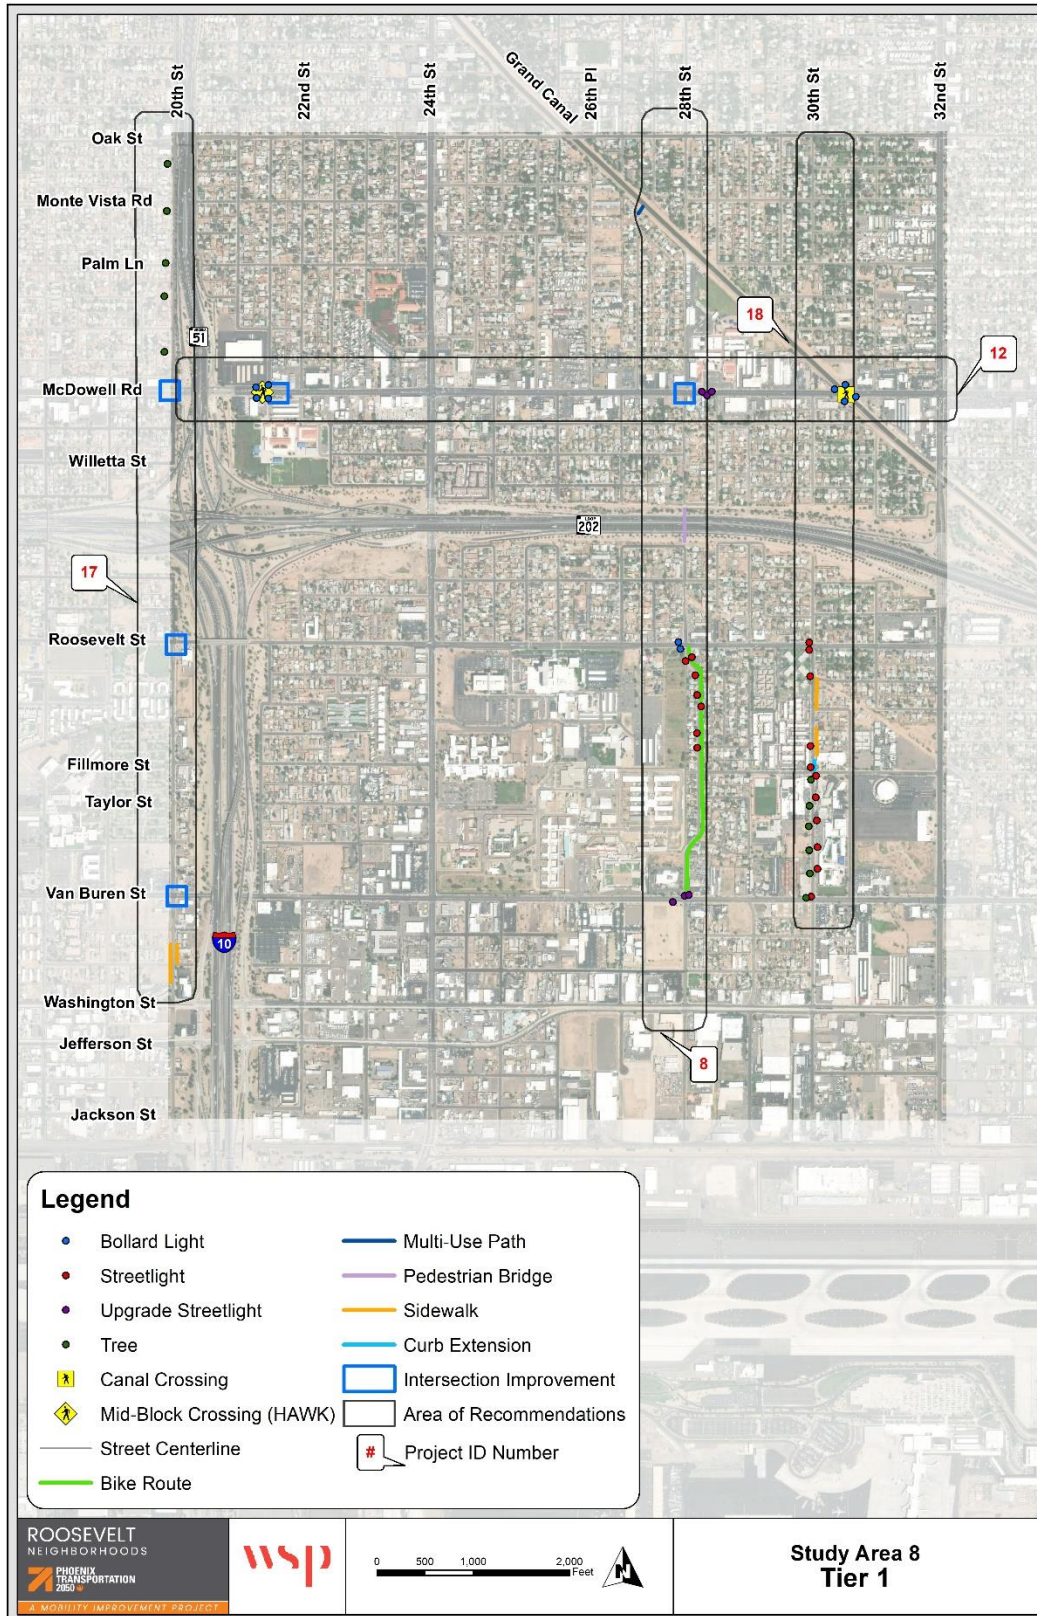 20th St
22nd St
24th St
Grand Canal
26th Pl
28th St
30th St
32nd St
Oak St
Monte Vista Rd
Palm Ln
51
18
12
McDowell Rd
Willetta St
202
17
Roosevelt St
Fillmore St
Taylor St
Van Buren St
10
Washington St
Jefferson St
8
Jackson St
Legend
Bollard Light
Streetlight
Upgrade Streetlight
Tree
Canal Crossing
Mid-Block Crossing (HAWK)
Street Centerline
Bike Route
Multi-Use Path
Pedestrian Bridge
Sidewalk
Curb Extension
Intersection Improvement
Area of Recommendations
# Project ID Number
ROOSEVELT
NEIGHBORHOODS
PHOENIX
TRANSPORTATION
2050
A MOBILITY IMPROVEMENT PROJECT
wsp
0 500 1,000 2,000
Feet
N
Study Area 8
Tier 1